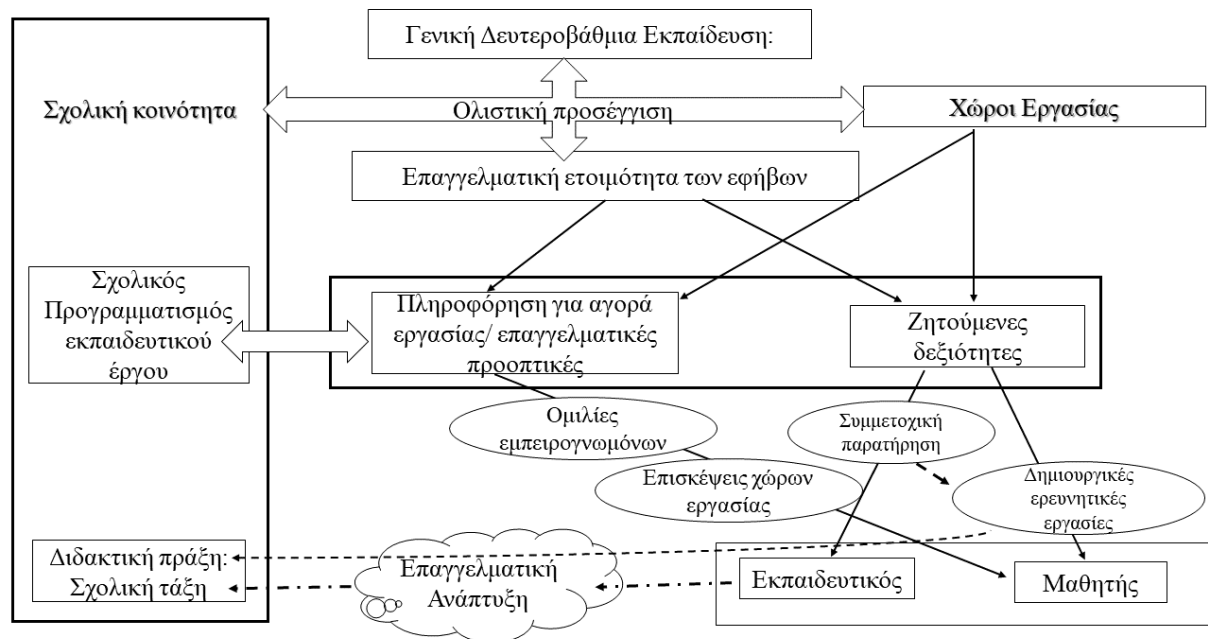 Γενική Δευτεροβάθμια Εκπαίδευση:
Σχολική κοινότητα
Ολιστική προσέγγιση
Χώροι Εργασίας
Επαγγελματική ετοιμότητα των εφήβων
Σχολικός
Προγραμματισμός
εκπαιδευτικού
έργου
Πληροφόρηση για αγορά
εργασίας/ επαγγελματικές
προοπτικές
Ζητούμενες
δεξιότητες
Ομιλίες
εμπειρογνωμόνων
Συμμετοχική
παρατήρηση
Επισκέψεις χώρων
εργασίας
Δημιουργικές
ερευνητικές
εργασίες
Διδακτική πράξη:
Σχολική τάξη
Επαγγελματική
Ανάπτυξη
Εκπαιδευτικός
Μαθητής